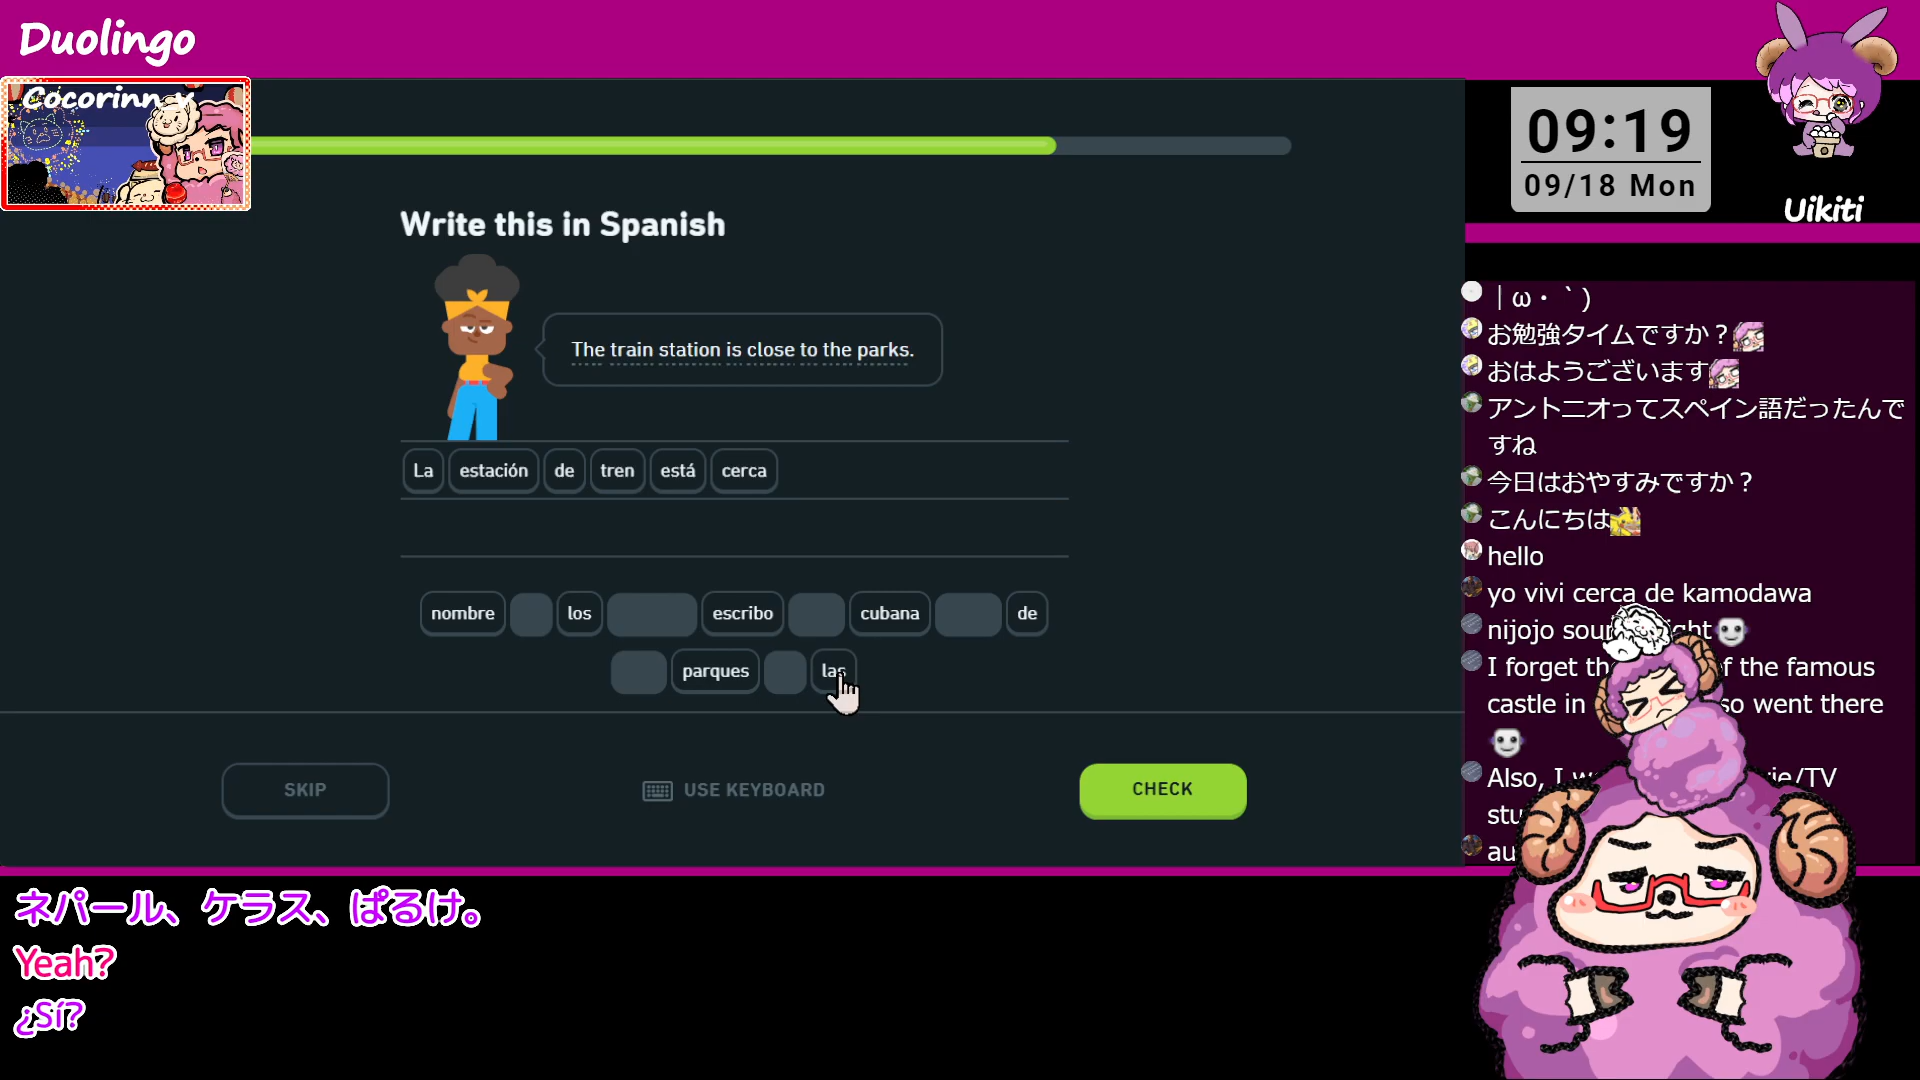 Duolingo
Cocorinn_v
09:19
09/18 Mon
Uikiti
Write this in Spanish
The train station is close to the parks.
La estación de tren está cerca
nombre los escribo cubana de
parques las
SKIP
USE KEYBOARD
CHECK
|ω・`)
お勉強タイムですか？
おはようございます
アントニオってスペイン語だったんで
すね
今日はおやすみですか？
こんにちは
hello
yo vivi cerca de kamodawa
nijojo
I forget f the famous
castle in so went there
Also, I
ネパール、ケラス、ぱるけ。
Yeah?
¿Sí?